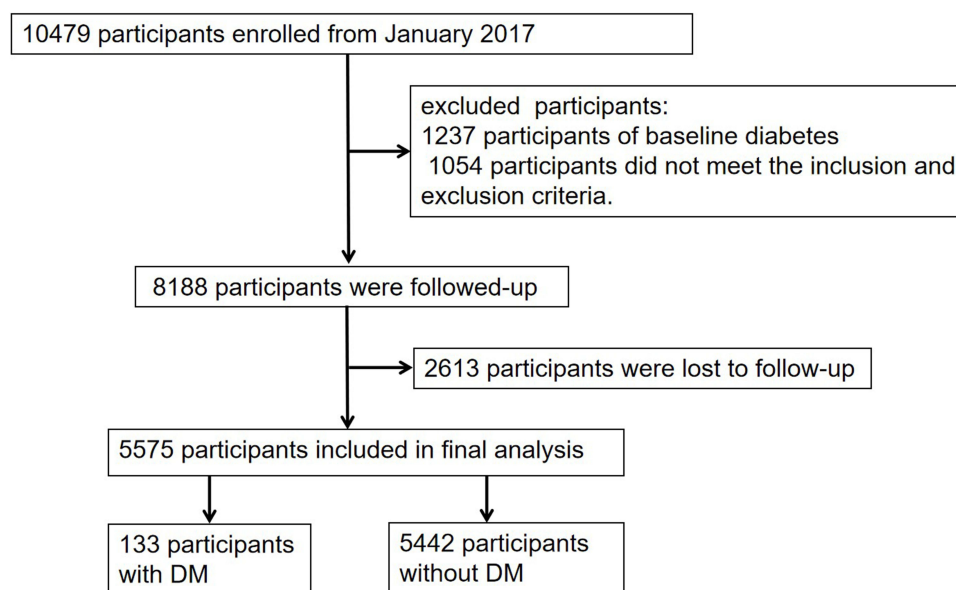 10479 participants enrolled from January 2017
excluded participants:
1237 participants of baseline diabetes
1054 participants did not meet the inclusion and
exclusion criteria.
8188 participants were followed-up
2613 participants were lost to follow-up
5575 participants included in final analysis
133 participants
with DM
5442 participants
without DM